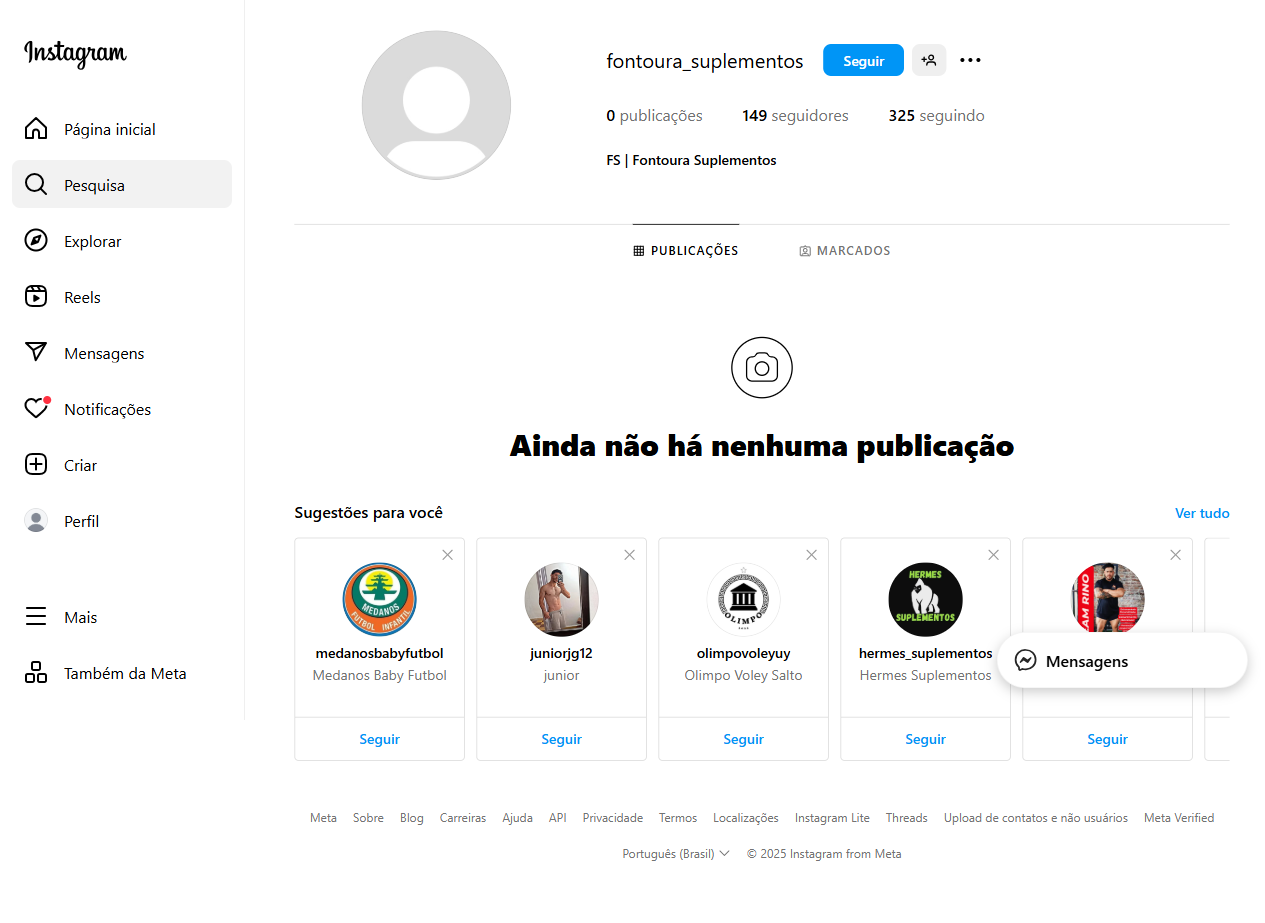 Instagram
Página inicial
Pesquisa
Explorar
Reels
Mensagens
Notificações
Criar
Perfil
Mais
Também da Meta
fontoura_suplementos Seguir
0 publicações 149 seguidores 325 seguindo
FS | Fontoura Suplementos
PUBLICAÇÕES MARCADOS
Ainda não há nenhuma publicação
Sugestões para você Ver tudo
MEDANOS
FUTBOL INFANTIL
medanosbabyfutbol
Medanos Baby Futbol
Seguir
juniorjg12
junior
Seguir
OLIMPO
olimpovoleyuy
Olimpo Voley Salto
Seguir
HERMES
SUPLEMENTOS
hermes_suplementos
Hermes Suplementos
Seguir
AM RINO
Seguir
Mensagens
Meta Sobre Blog Carreiras Ajuda API Privacidade Termos Localizações Instagram Lite Threads Upload de contatos e não usuários Meta Verified
Português (Brasil) © 2025 Instagram from Meta